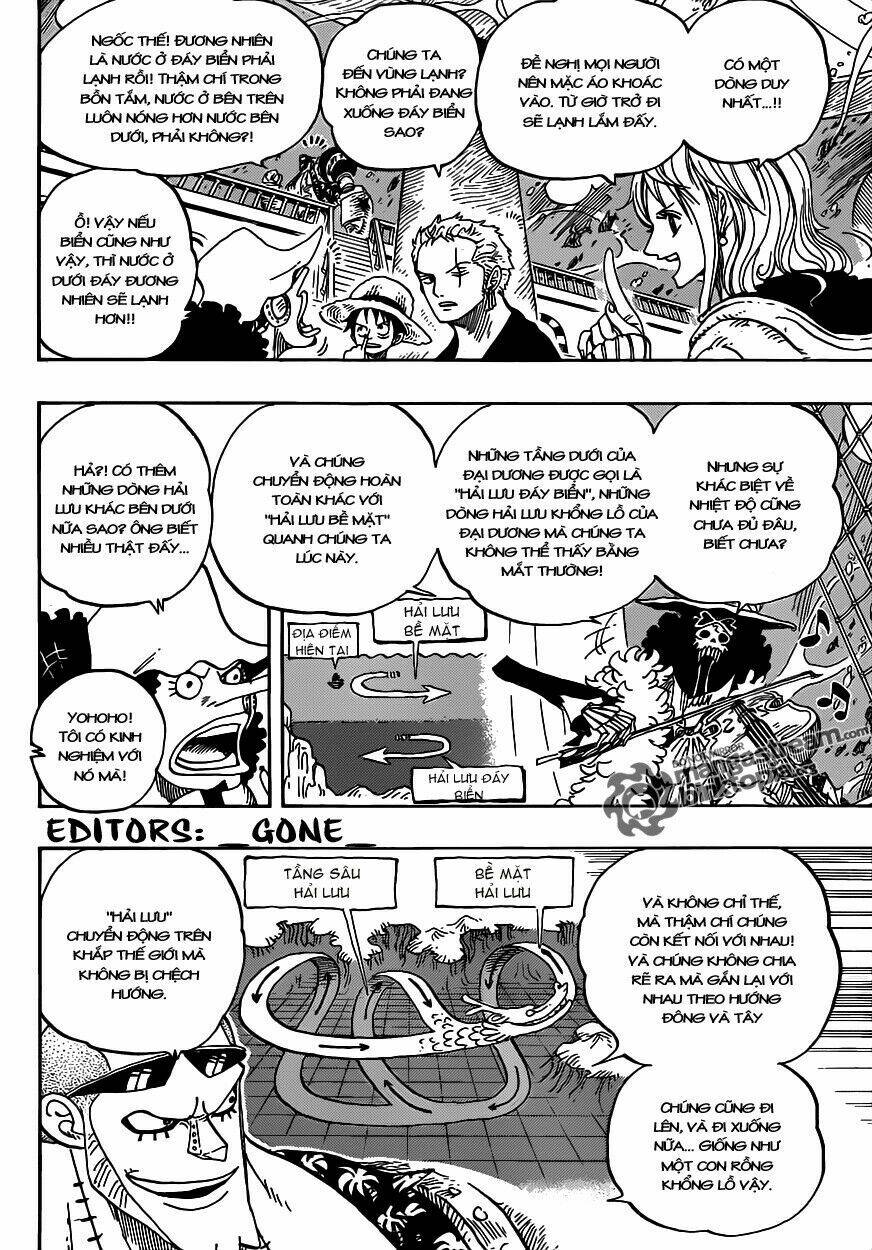 CÓ MỘT
DÒNG DUY
NHẤT...!!
ĐỀ NGHỊ MỌI NGƯỜI
NÊN MẶC ÁO KHOÁC
VÀO. TỪ GIỜ TRỞ ĐI
SẼ LẠNH LẮM ĐẤY.
CHÚNG TA
ĐẾN VÙNG LẠNH?
KHÔNG PHẢI ĐANG
XUỐNG ĐÁY BIỂN
SAO?
NGỐC THẾ! ĐƯƠNG NHIÊN
LÀ NƯỚC Ở ĐÁY BIỂN PHẢI
LẠNH RỒI! THẬM CHÍ TRONG
BỒN TẮM, NƯỚC Ở BÊN TRÊN
LUÔN NÓNG HƠN NƯỚC BÊN
DƯỚI, PHẢI KHÔNG?!
Ồ! VẬY NẾU
BIỂN CŨNG NHƯ
VẬY, THÌ NƯỚC
Ở DƯỚI ĐÁY ĐƯƠNG
NHIÊN SẼ LẠNH
HƠN!!
NHƯNG SỰ
KHÁC BIỆT VỀ
NHIỆT ĐỘ CŨNG
CHƯA ĐỦ ĐÂU,
BIẾT CHƯA?
NHỮNG TẦNG DƯỚI CỦA
ĐẠI DƯƠNG ĐƯỢC GỌI LÀ
"HẢI LƯU ĐÁY BIỂN", NHỮNG
DÒNG HẢI LƯU KHỔNG LỒ CỦA
ĐẠI DƯƠNG MÀ CHÚNG TA
KHÔNG THỂ THẤY BẰNG
MẮT THƯỜNG!
VÀ CHÚNG
CHUYỂN ĐỘNG HOÀN
TOÀN KHÁC VỚI
"HẢI LƯU BỀ MẶT"
QUANH CHÚNG TA
LÚC NÀY.
HẢI LƯU
BỀ MẶT
ĐỊA ĐIỂM
HIỆN TẠI
HẢI LƯU ĐÁY
BIỂN
HẢ?! CÓ THÊM
NHỮNG DÒNG HẢI
LƯU KHÁC BÊN DƯỚI
NỮA SAO? ÔNG BIẾT
NHIỀU THẬT ĐẤY...
YOHOHO!
TÔI CÓ KINH
NGHIỆM VỚI
NÓ MÀ!
mangastream.com
EDITORS: _GONE_
VÀ KHÔNG CHỈ THẾ,
MÀ THẬM CHÍ CHÚNG
CÒN KẾT NỐI VỚI NHAU!
VÀ CHÚNG KHÔNG CHIA
RẼ RA MÀ GẮN LẠI VỚI
NHAU THEO HƯỚNG
ĐÔNG VÀ TÂY
BỀ MẶT
HẢI LƯU
TẦNG SÂU
HẢI LƯU
CHÚNG CŨNG ĐI
LÊN, VÀ ĐI XUỐNG
NỮA... GIỐNG NHƯ
MỘT CON RỒNG
KHỔNG LỒ VẬY.
"HẢI LƯU"
CHUYỂN ĐỘNG TRÊN
KHẮP THẾ GIỚI MÀ
KHÔNG BỊ CHỆCH
HƯỚNG.